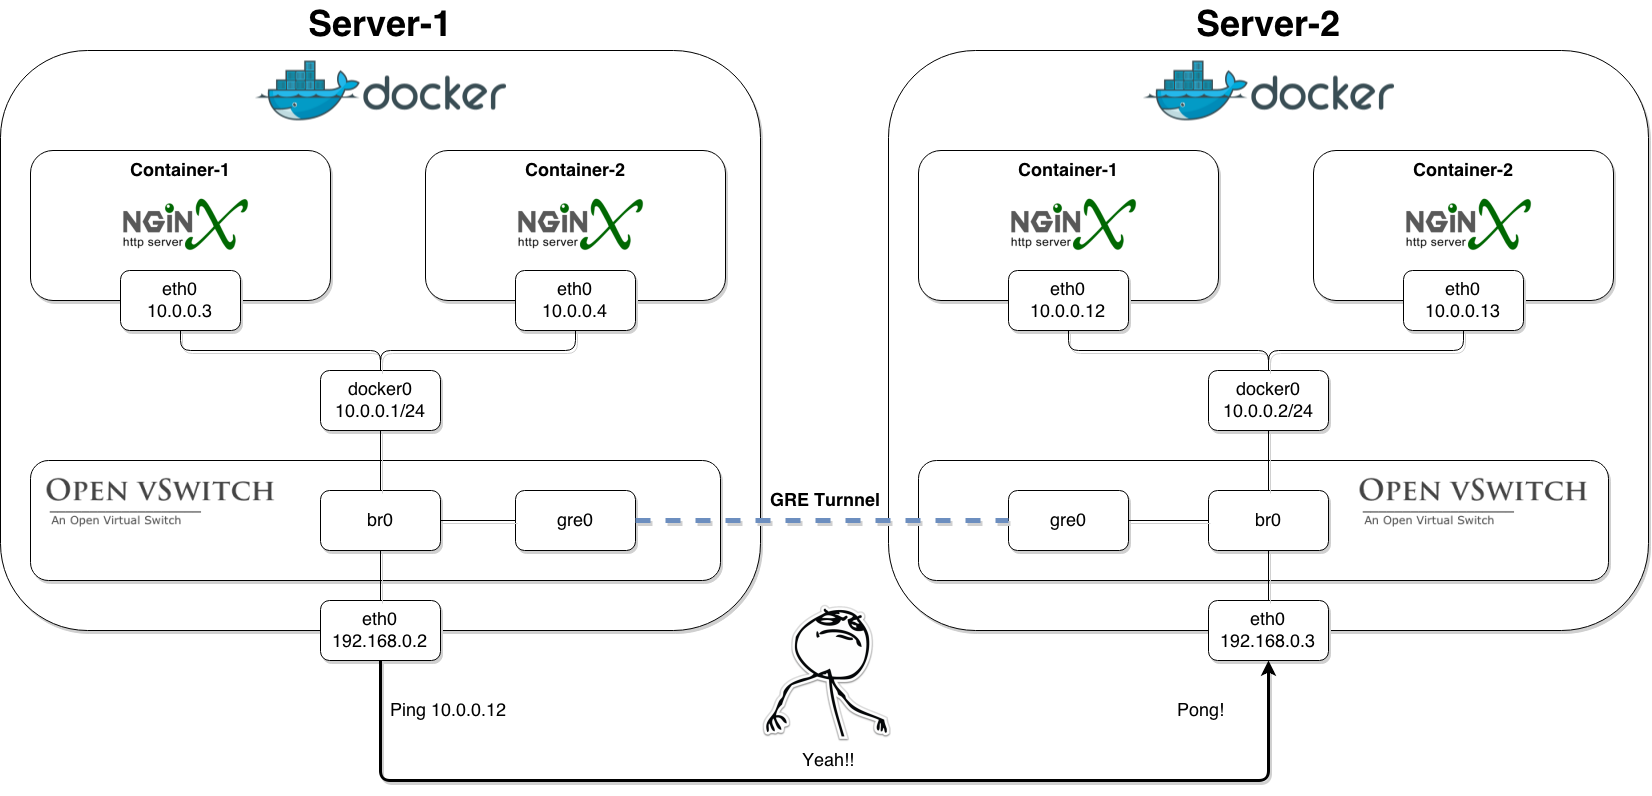 Server-1
docker
Container-1
NGiNX
http server
eth0
10.0.0.3
Container-2
NGiNX
http server
eth0
10.0.0.4
docker0
10.0.0.1/24
OPEN VSWITCH
An Open Virtual Switch
br0
gre0
eth0
192.168.0.2
GRE Turnnel
Server-2
docker
Container-1
NGiNX
http server
eth0
10.0.0.12
Container-2
NGiNX
http server
eth0
10.0.0.13
docker0
10.0.0.2/24
gre0
br0
OPEN VSWITCH
An Open Virtual Switch
eth0
192.168.0.3
Ping 10.0.0.12
Yeah!!
Pong!